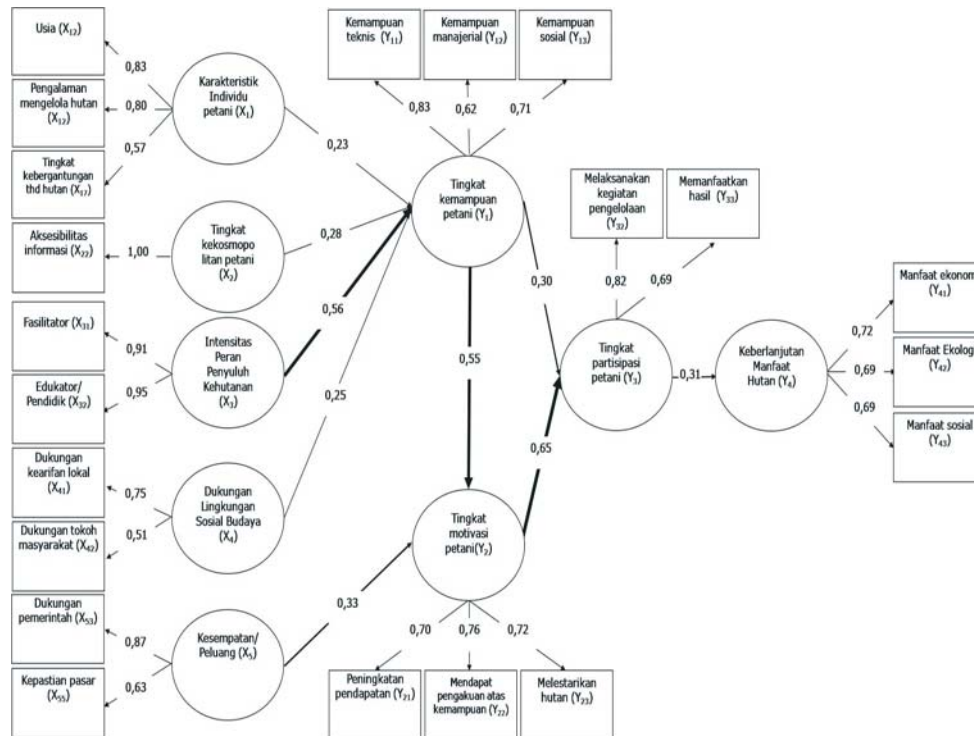 Usia (X₁₂)
0,83
Pengalaman
mengelola hutan
(X₁₂)
0,80
Tingkat
kebergantungan
thd hutan (X₁₇)
0,57
Karakteristik
Individu
petani (X₁)
0,23
Aksesibilitas
informasi (X₂₂)
1,00
Tingkat
kekosmopo
litan petani
(X₂)
0,28
Fasilitator (X₃₁)
0,91
Edukator/
Pendidik (X₃₂)
0,95
Intensitas
Peran
Penyuluh
Kehutanan
(X₃)
0,56
Dukungan
kearifan lokal
(X₄₁)
0,75
Dukungan tokoh
masyarakat (X₄₂)
0,51
Dukungan
Lingkungan
Sosial Budaya
(X₄)
0,25
Dukungan
pemerintah (X₅₃)
0,87
Kepastian pasar
(X₅₅)
0,63
Kesempatan/
Peluang (X₅)
0,33
Kemampuan
teknis (Y₁₁)
Kemampuan
manajerial (Y₁₂)
Kemampuan
sosial (Y₁₃)
0,83
0,62
0,71
Tingkat
kemampuan
petani (Y₁)
0,30
0,55
Tingkat
motivasi
petani(Y₂)
0,65
0,70
0,76
0,72
Peningkatan
pendapatan (Y₂₁)
Mendapat
pengakuan atas
kemampuan (Y₂₂)
Melestarikan
hutan (Y₂₃)
Melaksanakan
kegiatan
pengelolaan
(Y₃₂)
Memanfaatkan
hasil (Y₃₃)
0,82
0,69
Tingkat
partisipasi
petani (Y₃)
0,31
Keberlanjutan
Manfaat
Hutan (Y₄)
0,72
0,69
0,69
Manfaat ekonom
(Y₄₁)
Manfaat Ekolog
(Y₄₂)
Manfaat sosial
(Y₄₃)